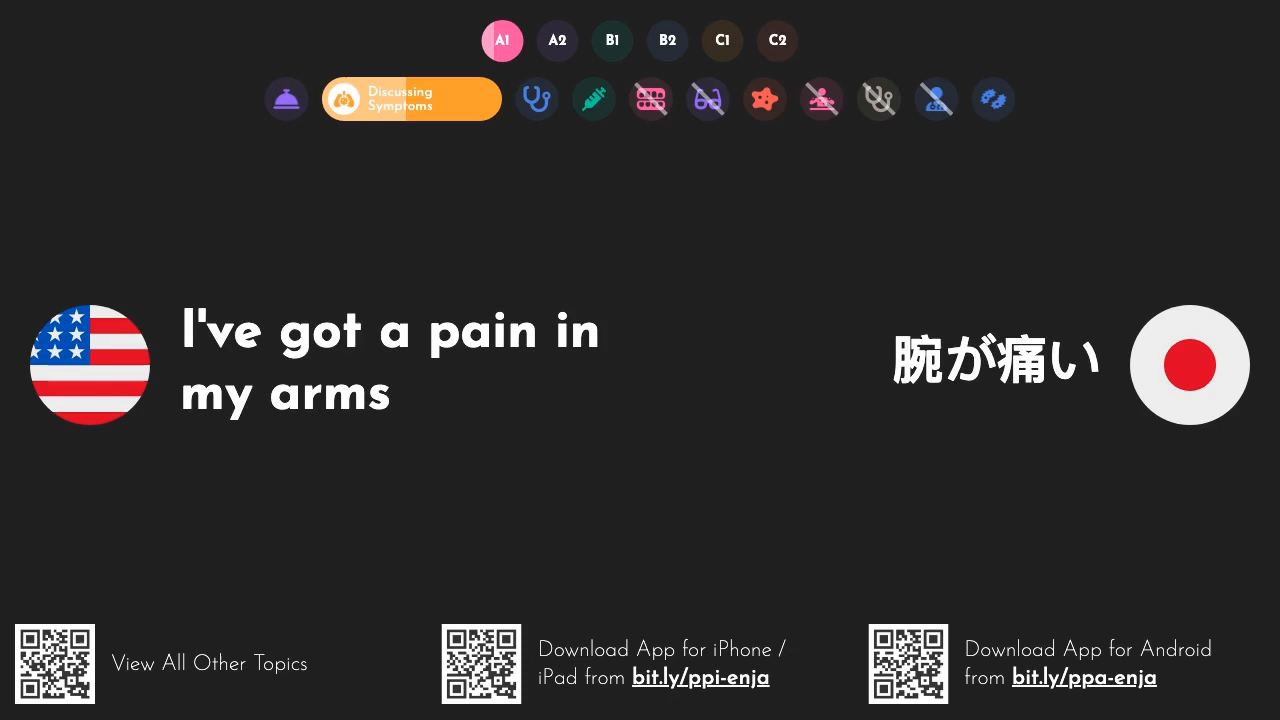 A1 A2 B1 B2 C1 C2
Discussing
Symptoms
I've got a pain in
my arms
腕が痛い
View All Other Topics
Download App for iPhone /
iPad from bit.ly/ppi-enja
Download App for Android
from bit.ly/ppa-enja